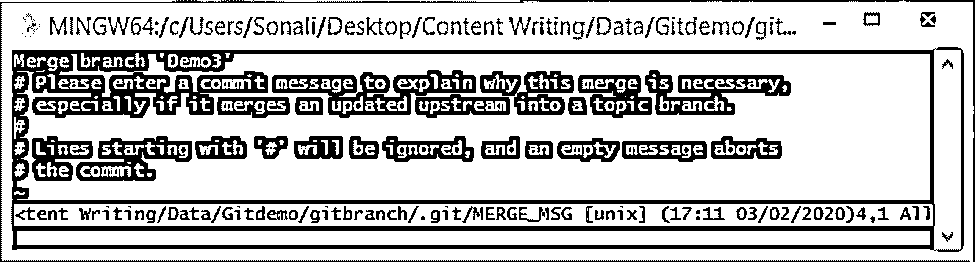 MINGW64:/c/Users/Sonali/Desktop/Content Writing/Data/Gitdemo/git...
Merge branch 'Demo3'
# Please enter a commit message to explain why this merge is necessary,
# especially if it merges an updated upstream into a topic branch.
#
# Lines starting with '#' will be ignored, and an empty message aborts
# the commit.
~
<tent Writing/Data/Gitdemo/gitbranch/.git/MERGE_MSG [unix] (17:11 03/02/2020)4,1 All